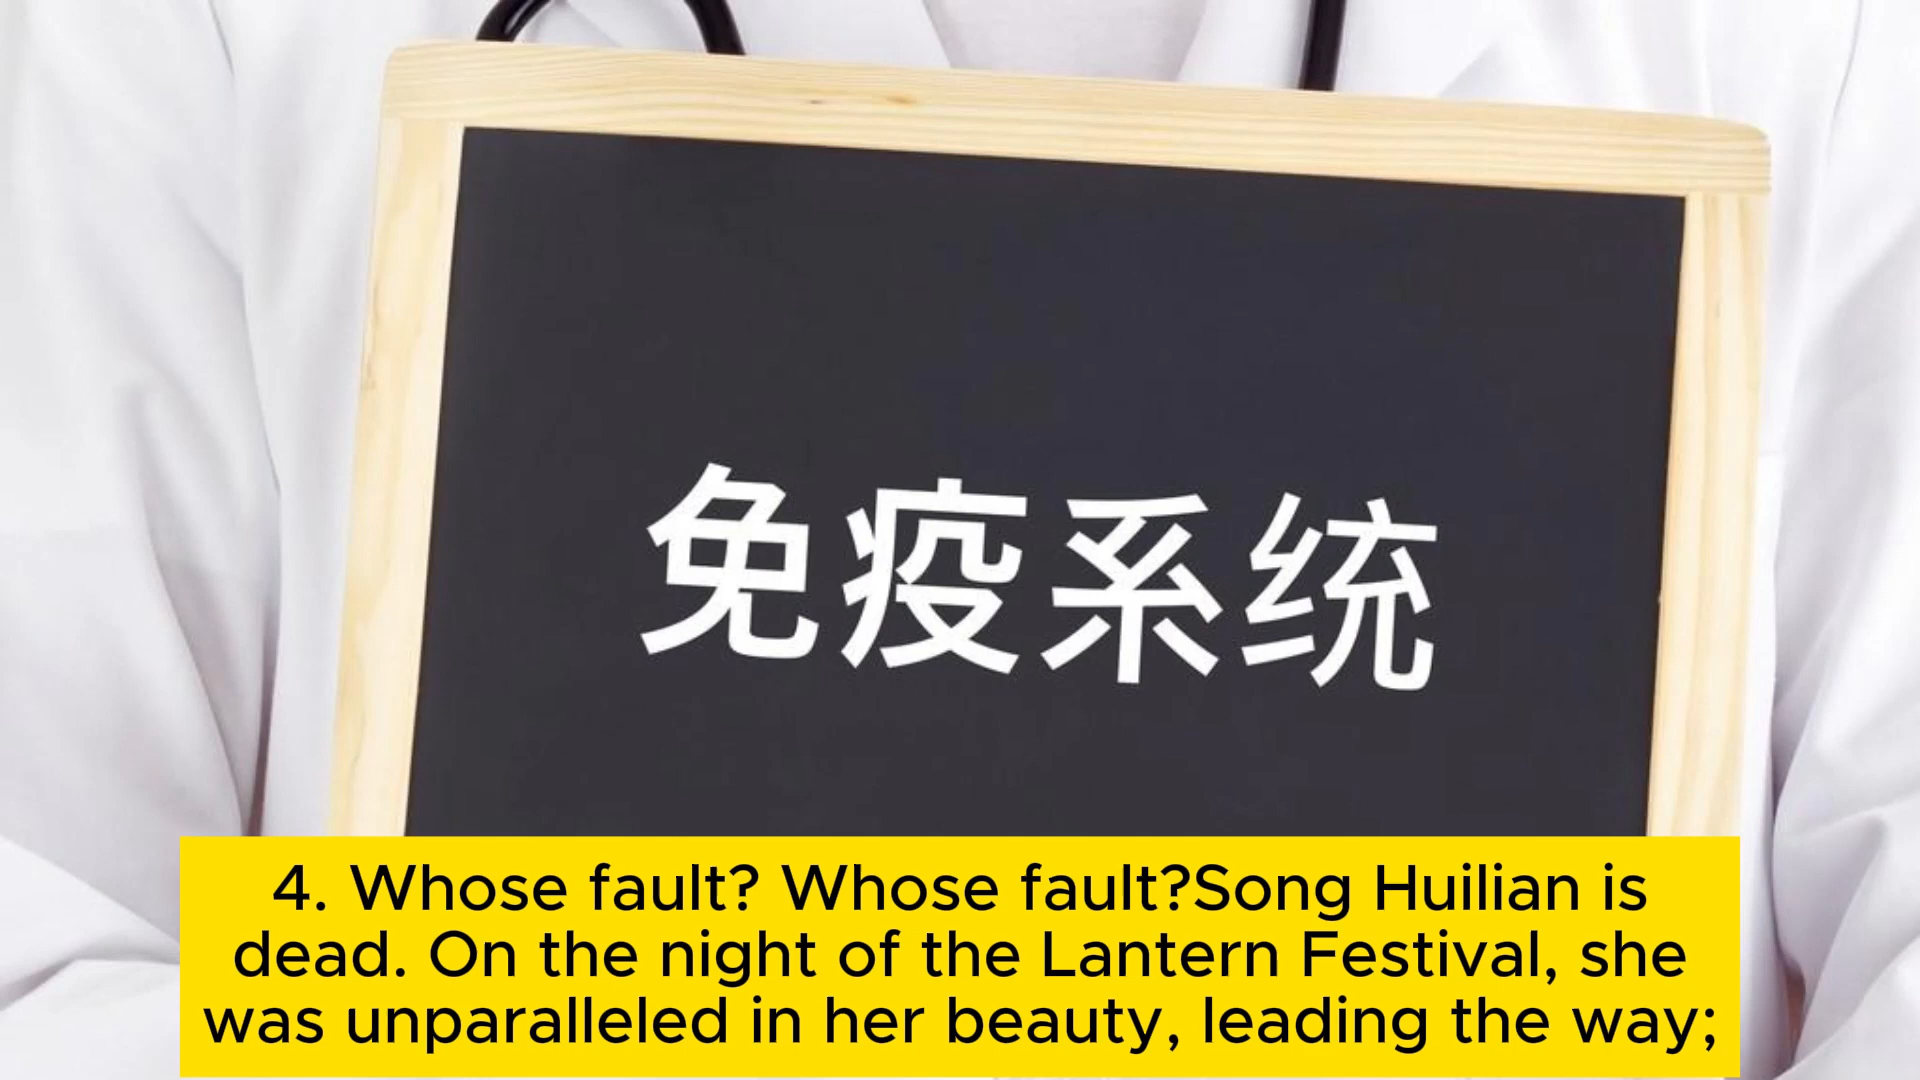 免疫系统
4. Whose fault? Whose fault?Song Huilian is
dead. On the night of the Lantern Festival, she
was unparalleled in her beauty, leading the way;